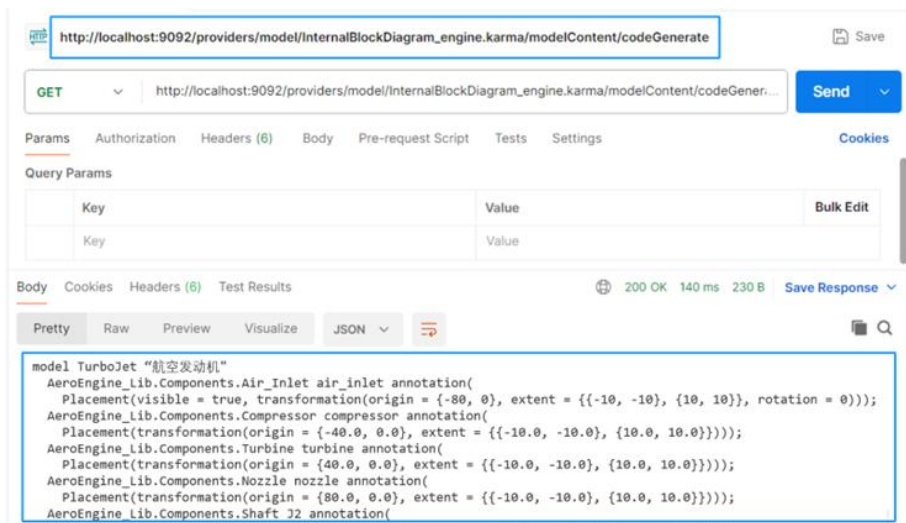 HTTP http://localhost:9092/providers/model/InternalBlockDiagram_engine.karma/modelContent/codeGenerate Save
GET http://localhost:9092/providers/model/InternalBlockDiagram_engine.karma/modelContent/codeGener... Send
Params Authorization Headers (6) Body Pre-request Script Tests Settings Cookies
Query Params
Key Value Bulk Edit
Key Value
Body Cookies Headers (6) Test Results 200 OK 140 ms 230 B Save Response
Pretty Raw Preview Visualize JSON
model TurboJet “航空发动机”
AeroEngine_Lib.Components.Air_Inlet air_inlet annotation(
Placement(visible = true, transformation(origin = {-80, 0}, extent = {{-10, -10}, {10, 10}}, rotation = 0)));
AeroEngine_Lib.Components.Compressor compressor annotation(
Placement(transformation(origin = {-40.0, 0.0}, extent = {{-10.0, -10.0}, {10.0, 10.0}})));
AeroEngine_Lib.Components.Turbine turbine annotation(
Placement(transformation(origin = {40.0, 0.0}, extent = {{-10.0, -10.0}, {10.0, 10.0}})));
AeroEngine_Lib.Components.Nozzle nozzle annotation(
Placement(transformation(origin = {80.0, 0.0}, extent = {{-10.0, -10.0}, {10.0, 10.0}})));
AeroEngine_Lib.Components.Shaft J2 annotation(